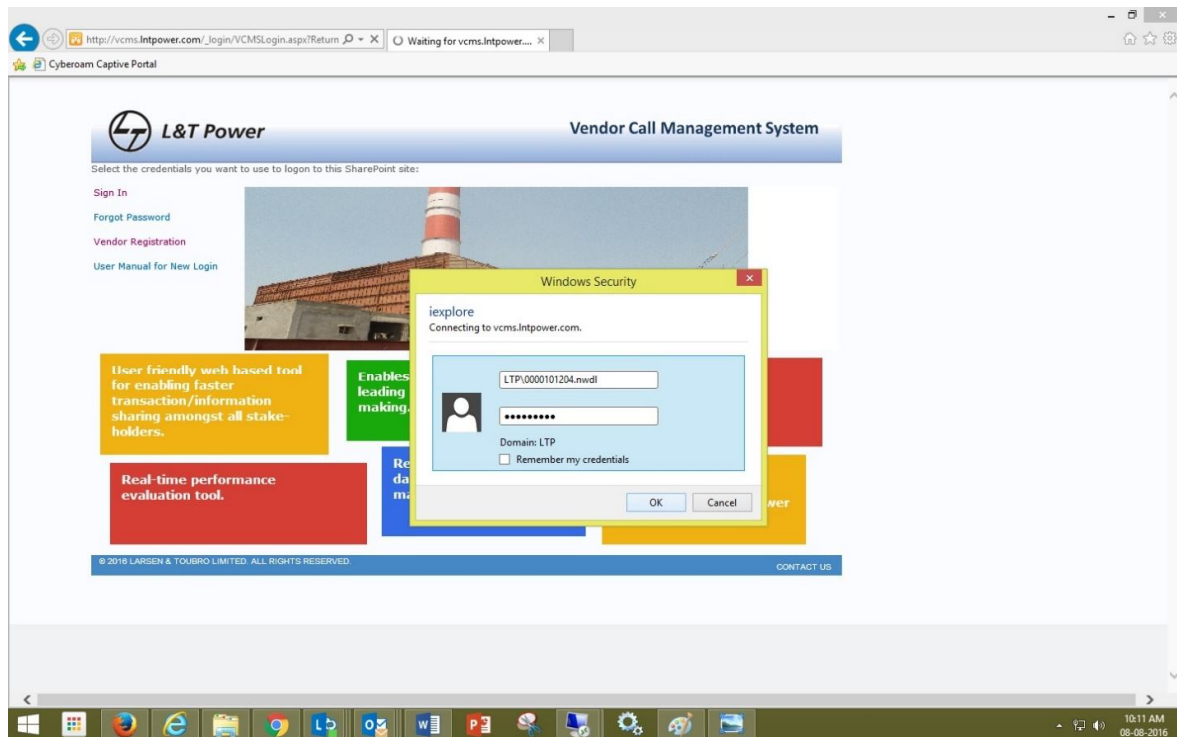 http://vcms.lntpower.com/_login/VCMSLogin.aspx?Return
Waiting for vcms.lntpower....
Cyberoam Captive Portal
L&T Power
Vendor Call Management System
Select the credentials you want to use to logon to this SharePoint site:
Sign In
Forgot Password
Vendor Registration
User Manual for New Login
Windows Security
iexplore
Connecting to vcms.lntpower.com.
LTP\0000101204.nwdl
Domain: LTP
Remember my credentials
OK Cancel
User friendly web based tool
for enabling faster
transaction/information
sharing amongst all stake-
holders.
Enables
leading
making.
Real-time performance
evaluation tool.
Re
da
ma
wer
© 2016 LARSEN & TOUBRO LIMITED. ALL RIGHTS RESERVED.
CONTACT US
10:11 AM
08-08-2016